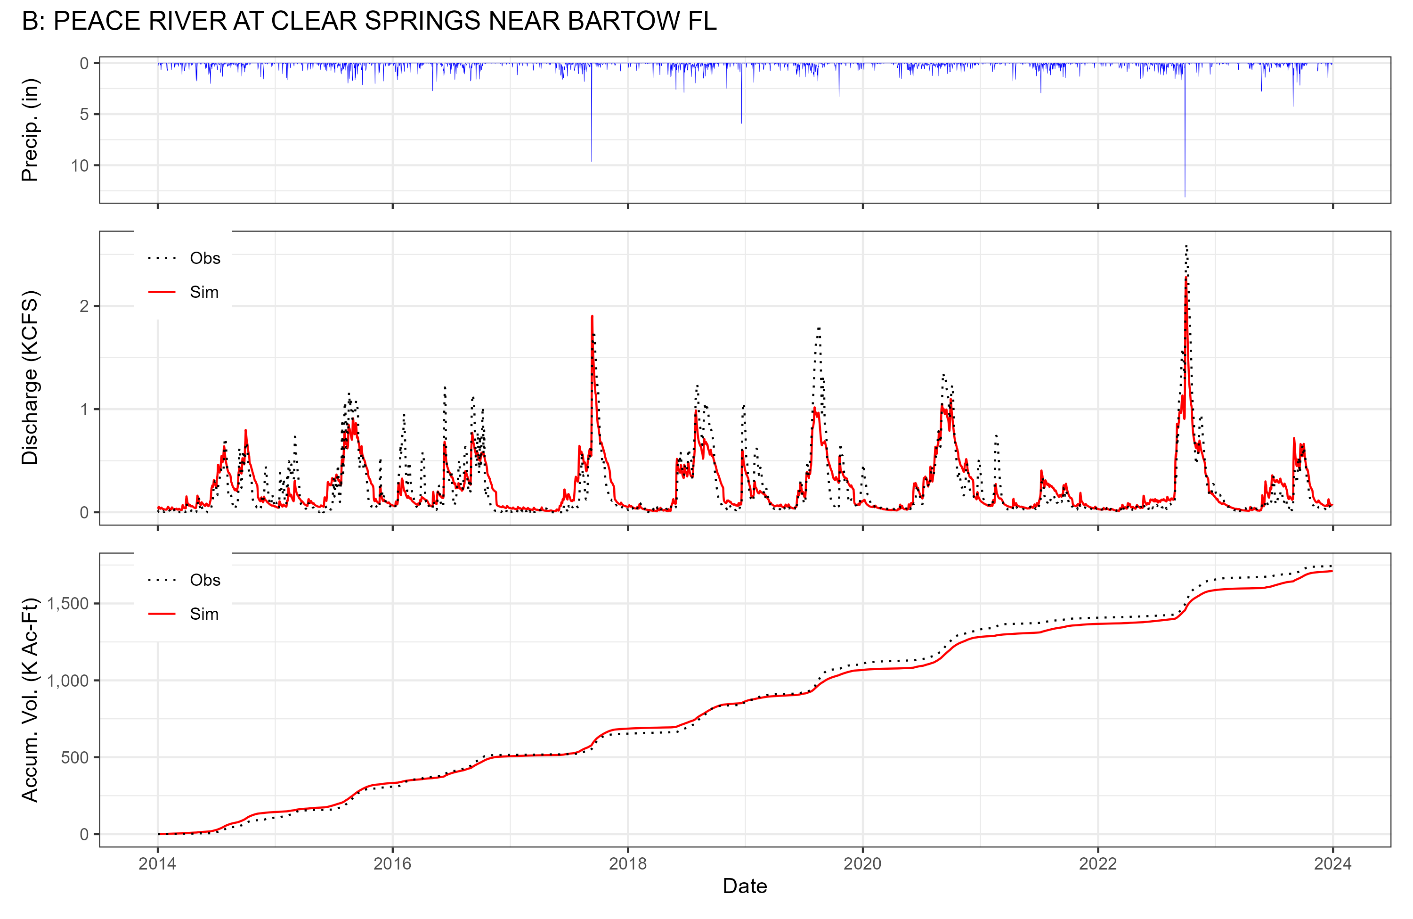 B: PEACE RIVER AT CLEAR SPRINGS NEAR BARTOW FL
Precip. (in)
0
5
10
Discharge (KCFS)
2
1
0
Obs
Sim
Accum. Vol. (K Ac-Ft)
1,500
1,000
500
0
Obs
Sim
2014 2016 2018 2020 2022 2024
Date